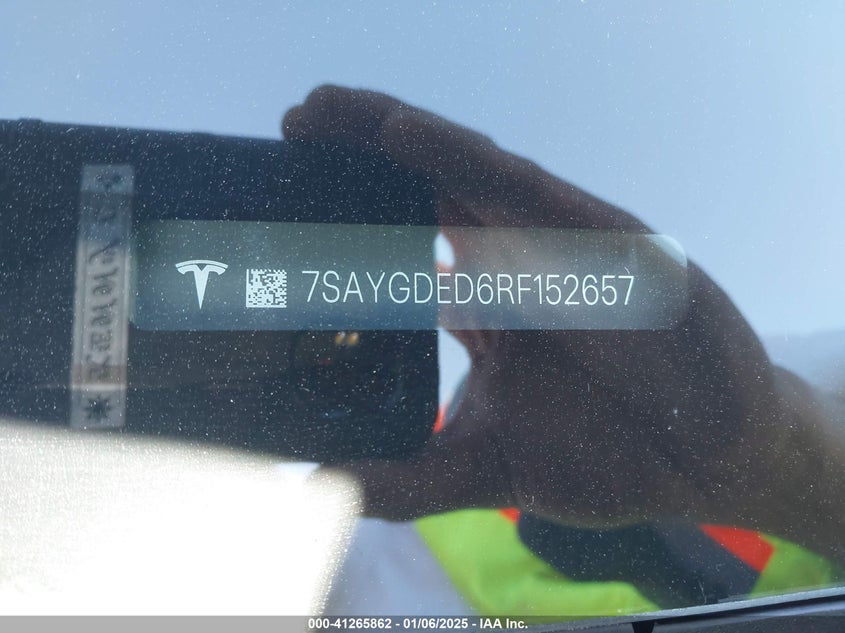 7SAYGDED6RF152657
000-41265862 - 01/06/2025 - IAA Inc.